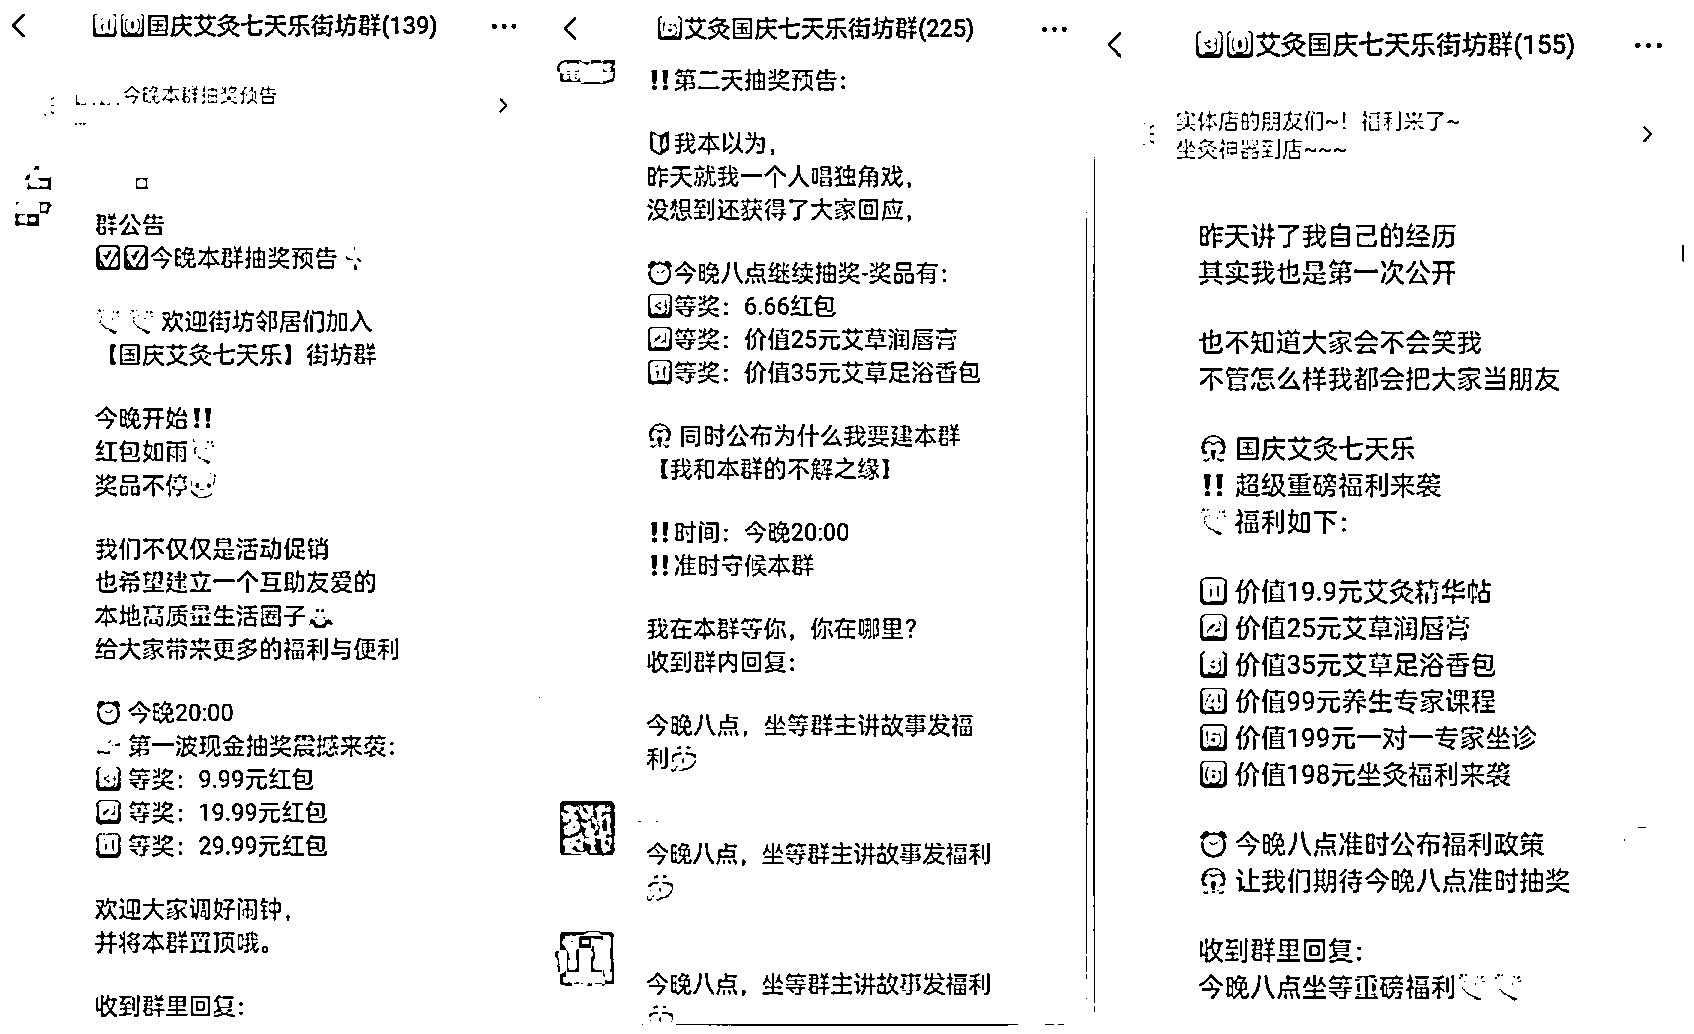 国庆艾灸七天乐街坊群(139)
今晚本群抽奖预告
...
群公告
今晚本群抽奖预告
欢迎街坊邻居们加入
【国庆艾灸七天乐】街坊群
今晚开始!!
红包如雨
奖品不停
我们不仅仅是活动促销
也希望建立一个互助友爱的
本地高质量生活圈子
给大家带来更多的福利与便利
今晚20:00
第一波现金抽奖震撼来袭:
3等奖：9.99元红包
2等奖：19.99元红包
1等奖：29.99元红包
欢迎大家调好闹钟，
并将本群置顶哦。
收到群里回复:
艾灸国庆七天乐街坊群(225)
!!第二天抽奖预告:
我本以为，
昨天就我一个人唱独角戏，
没想到还获得了大家回应，
今晚八点继续抽奖-奖品有:
3等奖：6.66红包
2等奖：价值25元艾草润唇膏
1等奖：价值35元艾草足浴香包
同时公布为什么我要建本群
【我和本群的不解之缘】
!!时间：今晚20:00
!!准时守候本群
我在本群等你，你在哪里?
收到群内回复:
今晚八点，坐等群主讲故事发福
利
今晚八点，坐等群主讲故事发福利
今晚八点，坐等群主讲故事发福利
艾灸国庆七天乐街坊群(155)
实体店的朋友们~！福利来了~
坐灸神器到店~~~
昨天讲了我自己的经历
其实我也是第一次公开
也不知道大家会不会笑我
不管怎么样我都会把大家当朋友
国庆艾灸七天乐
!! 超级重磅福利来袭
福利如下:
1 价值19.9元艾灸精华帖
2 价值25元艾草润唇膏
3 价值35元艾草足浴香包
4 价值99元养生专家课程
5 价值199元一对一专家坐诊
6 价值198元坐灸福利来袭
今晚八点准时公布福利政策
让我们期待今晚八点准时抽奖
收到群里回复:
今晚八点坐等重磅福利